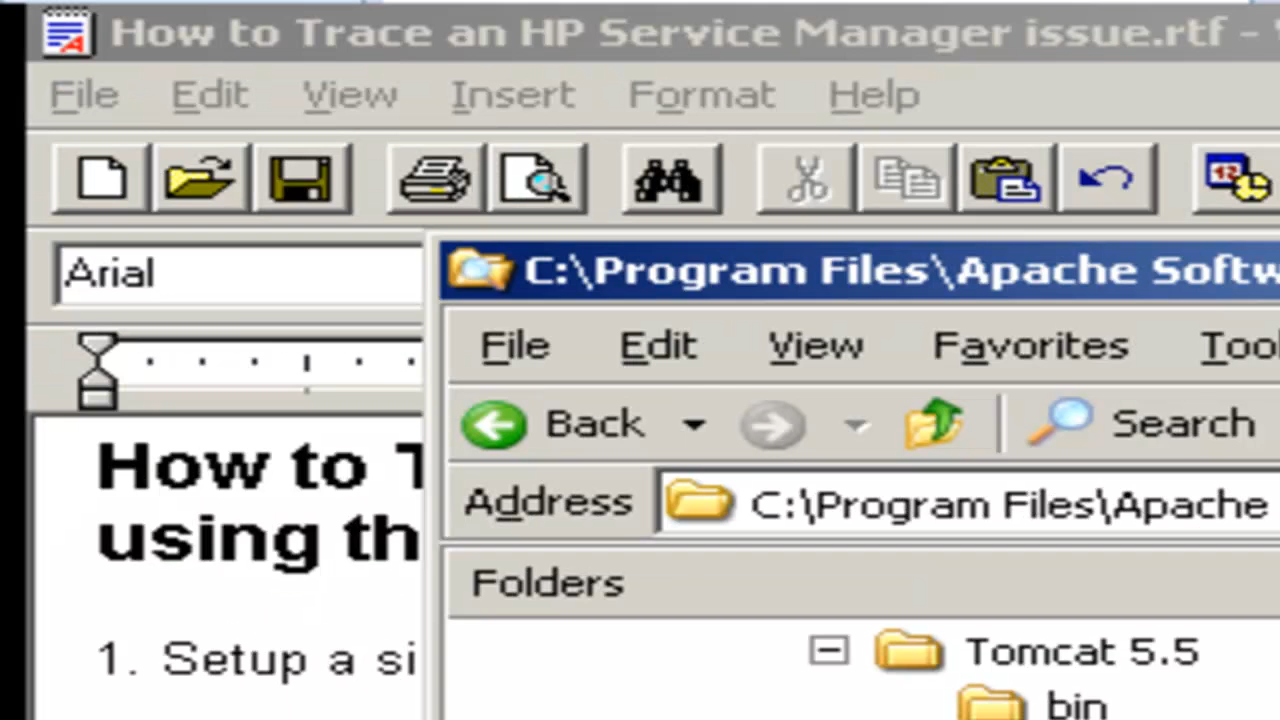 How to Trace an HP Service Manager issue.rtf -
File Edit View Insert Format Help
12
Arial
C:\Program Files\Apache Softw
File Edit View Favorites Tool
Back Search
Address C:\Program Files\Apache
How to T
using th
Folders
1. Setup a si
Tomcat 5.5
bin